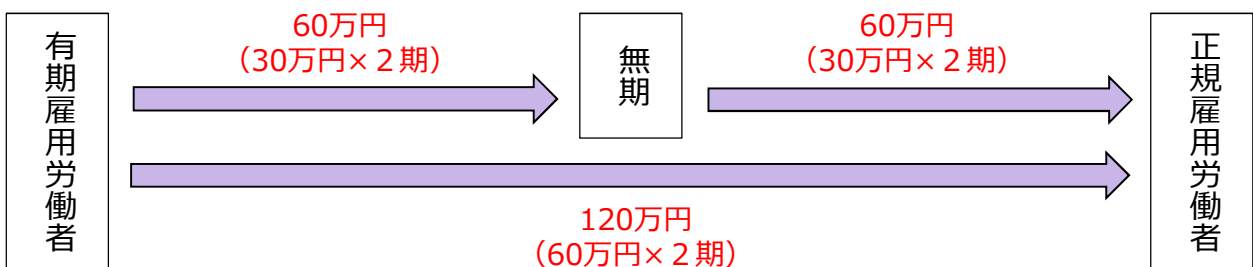 有期雇用労働者
60万円
（30万円×２期）
無期
60万円
（30万円×２期）
正規雇用労働者
120万円
（60万円×２期）